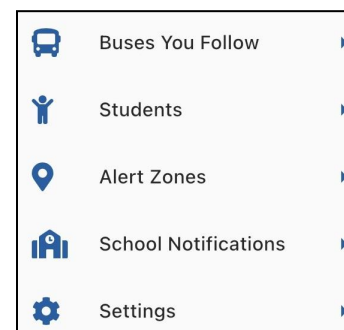 Buses You Follow
Students
Alert Zones
School Notifications
Settings